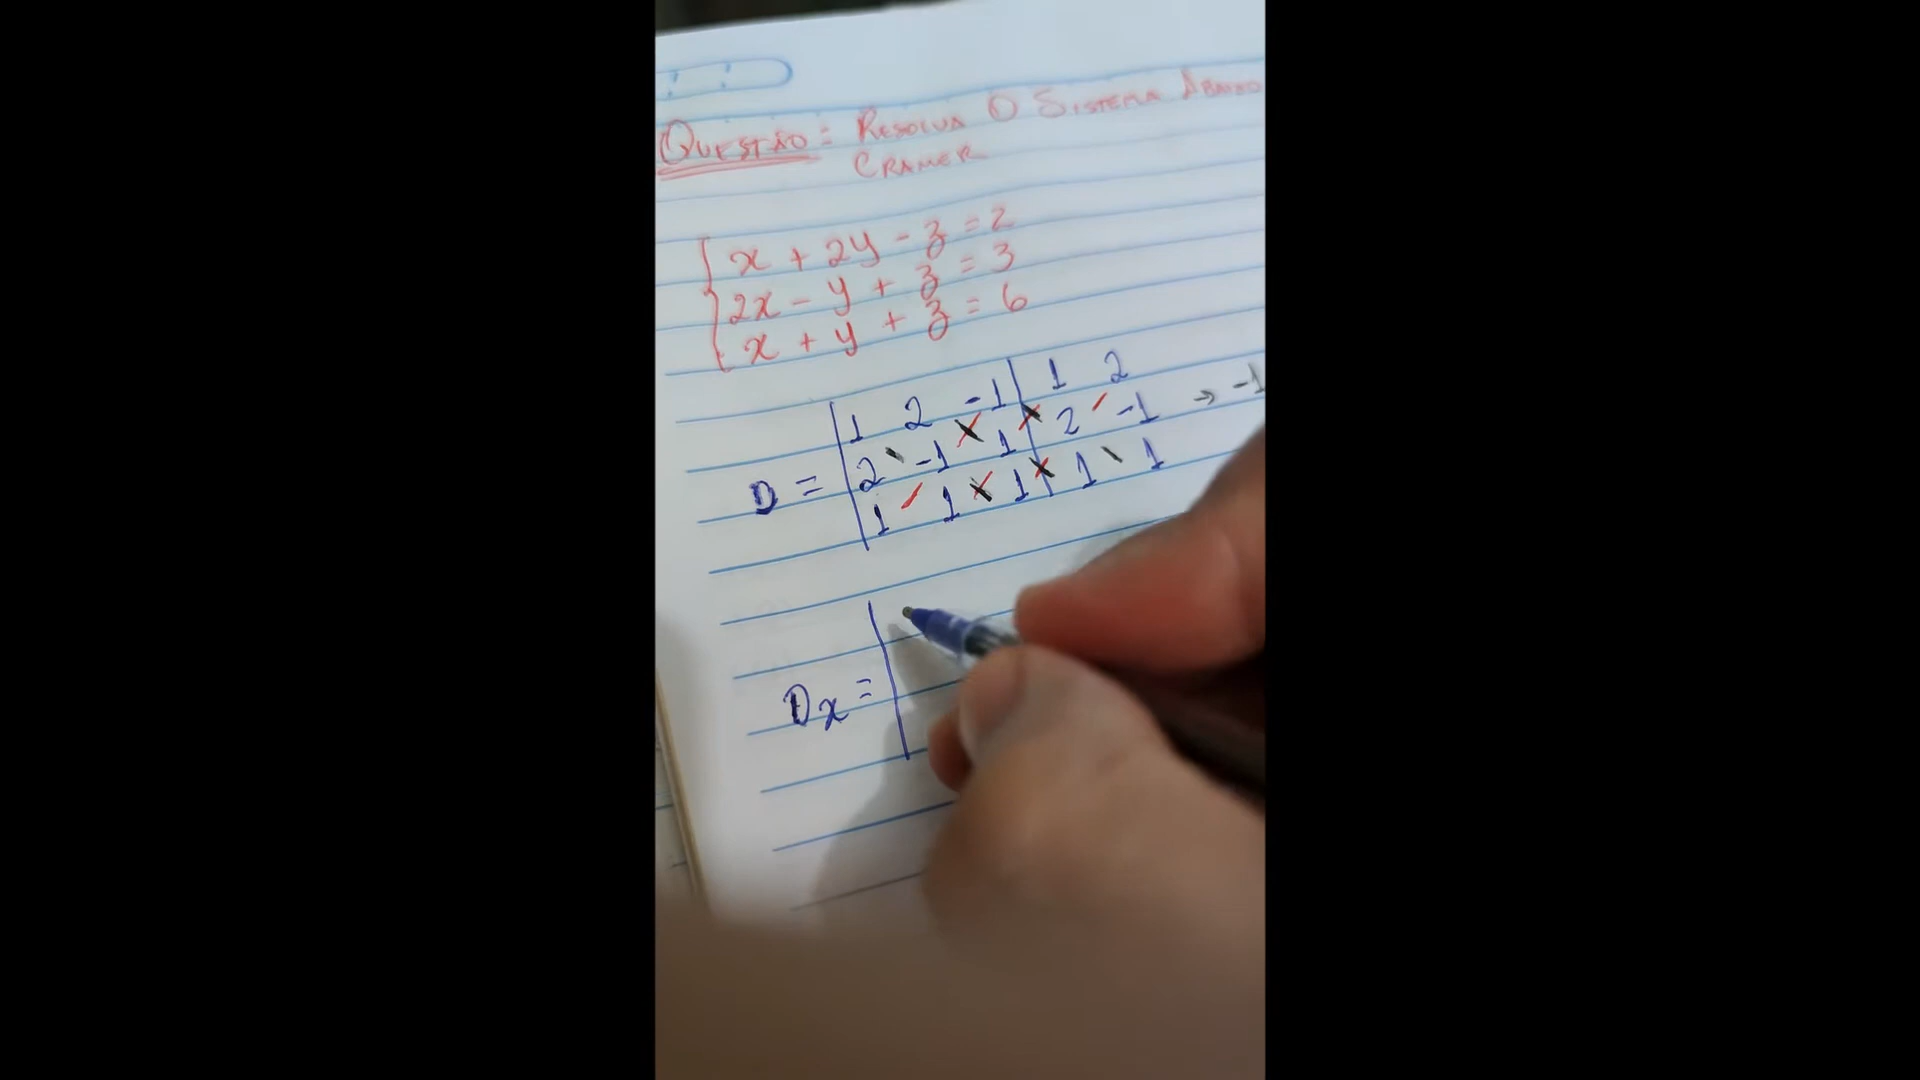 QUESTÃO: RESOLVA O SISTEMA ABAIXO
CRAMER
x + 2y - z = 2
2x - y + z = 3
x + y + z = 6
D = | 1 2 -1 | 1 2
2 -1 1 | 2 -1 → -1
1 1 1 | 1 1
Dx = |